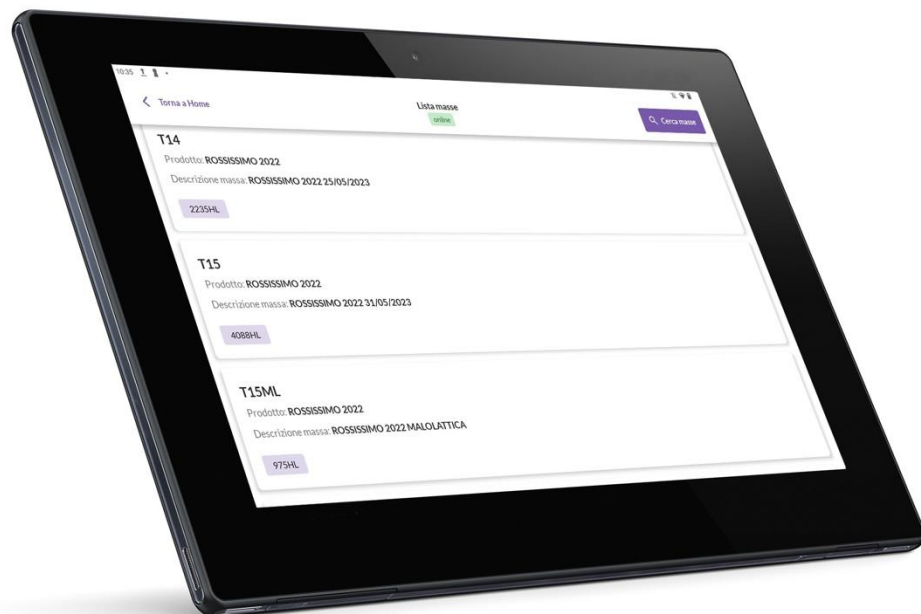 10:35
Torna a Home
Lista masse
online
Cerca masse
T14
Prodotto: ROSSISSIMO 2022
Descrizione massa: ROSSISSIMO 2022 25/05/2023
2235HL
T15
Prodotto: ROSSISSIMO 2022
Descrizione massa: ROSSISSIMO 2022 31/05/2023
4088HL
T15ML
Prodotto: ROSSISSIMO 2022
Descrizione massa: ROSSISSIMO 2022 MALOLATTICA
975HL